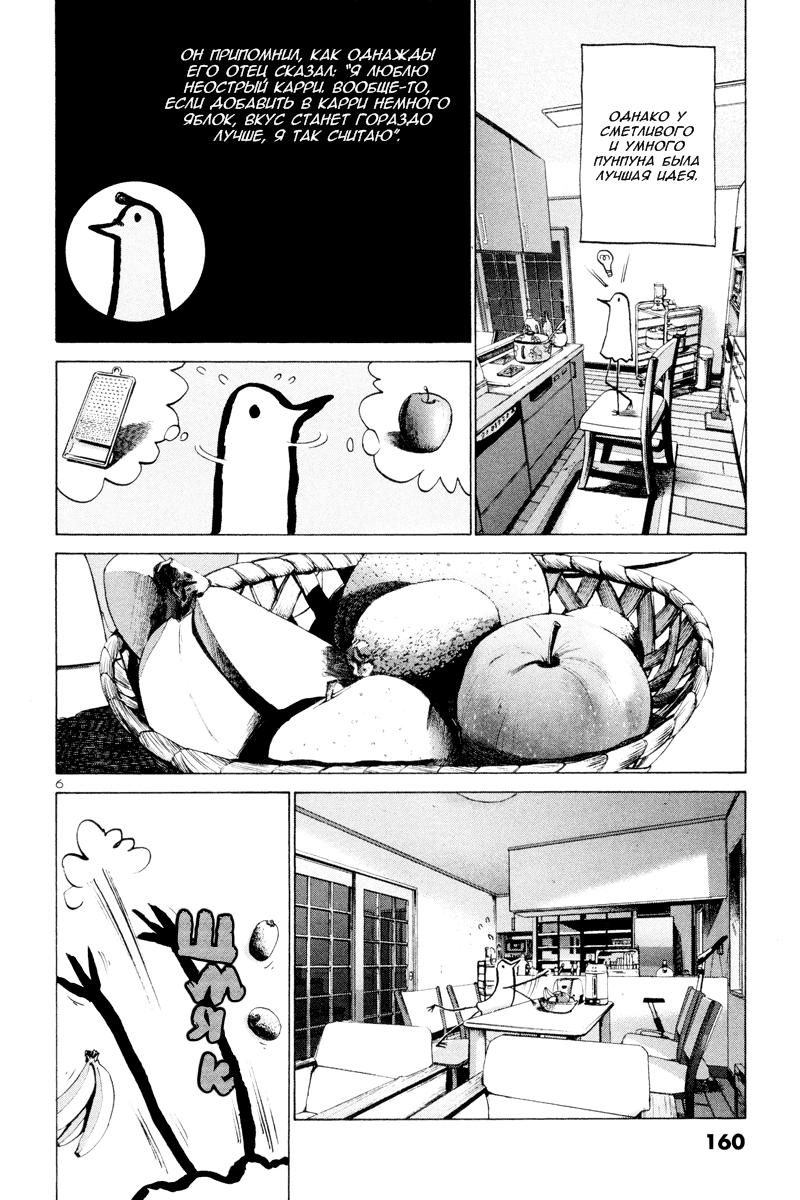 ОН ПРИПОМНИЛ, КАК ОДНАЖДЫ
ЕГО ОТЕЦ СКАЗАЛ: "Я ЛЮБЛЮ
НЕОСТРЫЙ КАРРИ. ВООБЩЕ-ТО,
ЕСЛИ ДОБАВИТЬ В КАРРИ НЕМНОГО
ЯБЛОК, ВКУС СТАНЕТ ГОРАЗДО
ЛУЧШЕ, Я ТАК СЧИТАЮ".
ОДНАКО У
СМЕТЛИВОГО
И УМНОГО
ПУНПУНА БЫЛА
ЛУЧШАЯ ИДЕЯ.
6
ШМЯК
160